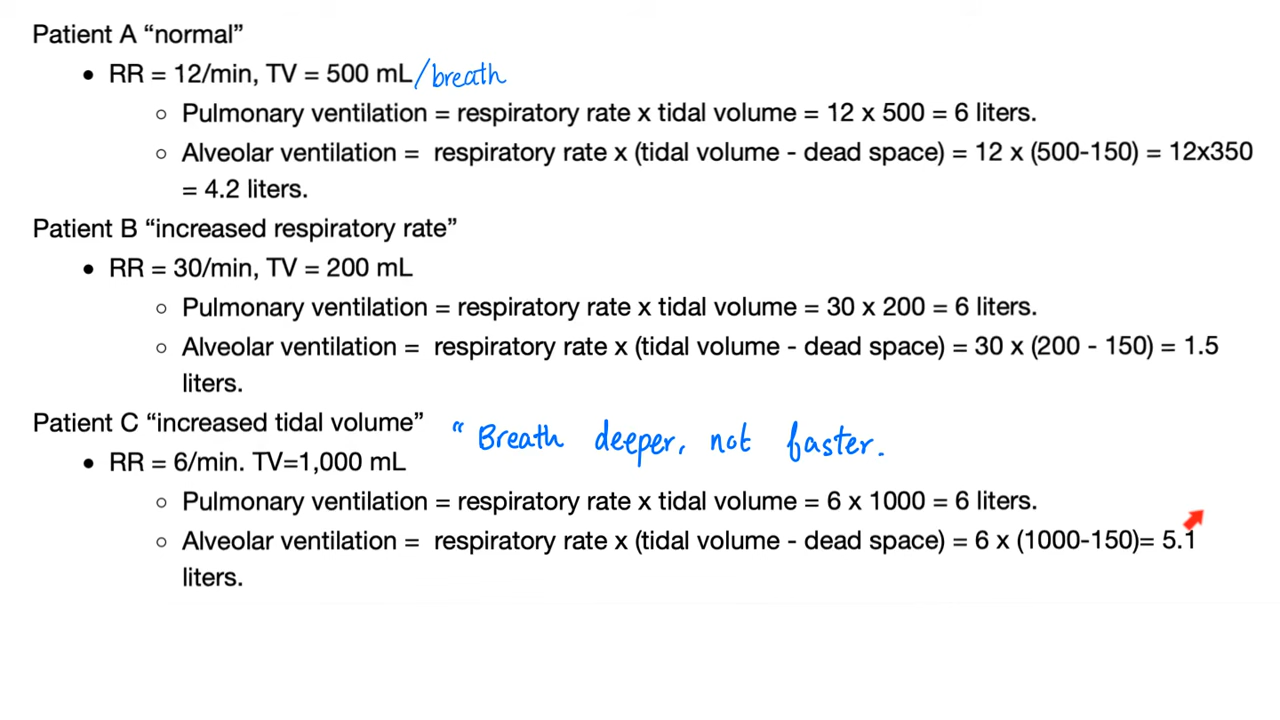 Patient A “normal”
• RR = 12/min, TV = 500 mL/breath
○ Pulmonary ventilation = respiratory rate x tidal volume = 12 x 500 = 6 liters.
○ Alveolar ventilation =  respiratory rate x (tidal volume - dead space) = 12 x (500-150) = 12x350
= 4.2 liters.
Patient B “increased respiratory rate”
• RR = 30/min, TV = 200 mL
○ Pulmonary ventilation = respiratory rate x tidal volume = 30 x 200 = 6 liters.
○ Alveolar ventilation =  respiratory rate x (tidal volume - dead space) = 30 x (200 - 150) = 1.5
liters.
Patient C “increased tidal volume” “Breath deeper, not faster.
• RR = 6/min. TV=1,000 mL
○ Pulmonary ventilation = respiratory rate x tidal volume = 6 x 1000 = 6 liters.
○ Alveolar ventilation =  respiratory rate x (tidal volume - dead space) = 6 x (1000-150)= 5.1
liters.